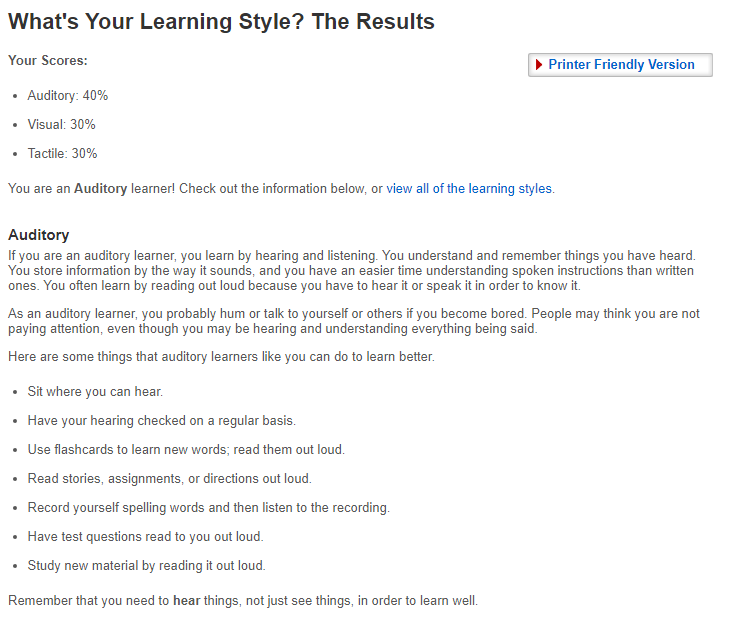 What's Your Learning Style? The Results
Your Scores:
Printer Friendly Version
• Auditory: 40%
• Visual: 30%
• Tactile: 30%
You are an Auditory learner! Check out the information below, or view all of the learning styles.
Auditory
If you are an auditory learner, you learn by hearing and listening. You understand and remember things you have heard.
You store information by the way it sounds, and you have an easier time understanding spoken instructions than written
ones. You often learn by reading out loud because you have to hear it or speak it in order to know it.
As an auditory learner, you probably hum or talk to yourself or others if you become bored. People may think you are not
paying attention, even though you may be hearing and understanding everything being said.
Here are some things that auditory learners like you can do to learn better.
• Sit where you can hear.
• Have your hearing checked on a regular basis.
• Use flashcards to learn new words; read them out loud.
• Read stories, assignments, or directions out loud.
• Record yourself spelling words and then listen to the recording.
• Have test questions read to you out loud.
• Study new material by reading it out loud.
Remember that you need to hear things, not just see things, in order to learn well.